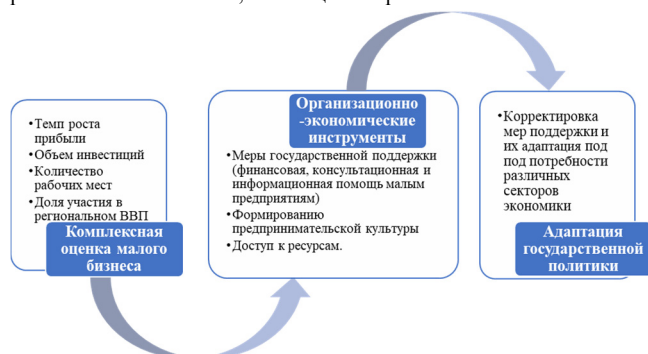 •Темп роста
прибыли
•Объем инвестиций
•Количество
рабочих мест
•Доля участия в
региональном ВВП
Комплексная
оценка малого
бизнеса
Организационно
-экономические
инструменты
•Меры государственной поддержки
(финансовая, консультационная и
информационная помощь малым
предприятиям)
•Формированию
предпринимательской культуры
•Доступ к ресурсам.
•Корректировка
мер поддержки и
их адаптация под
под потребности
различных
секторов
экономики
Адаптация
государственной
политики